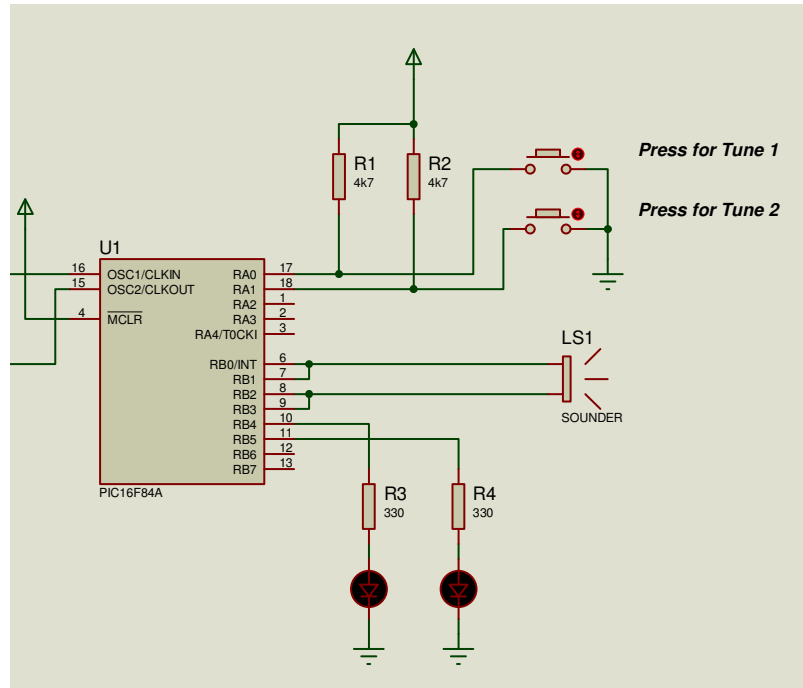 R1
4k7
R2
4k7
Press for Tune 1
Press for Tune 2
U1
16 OSC1/CLKIN RA0 17
15 OSC2/CLKOUT RA1 18
RA2 1
4 MCLR RA3 2
RA4/T0CKI 3
RB0/INT 6
RB1 7
RB2 8
RB3 9
RB4 10
RB5 11
RB6 12
RB7 13
PIC16F84A
LS1
SOUNDER
R3
330
R4
330